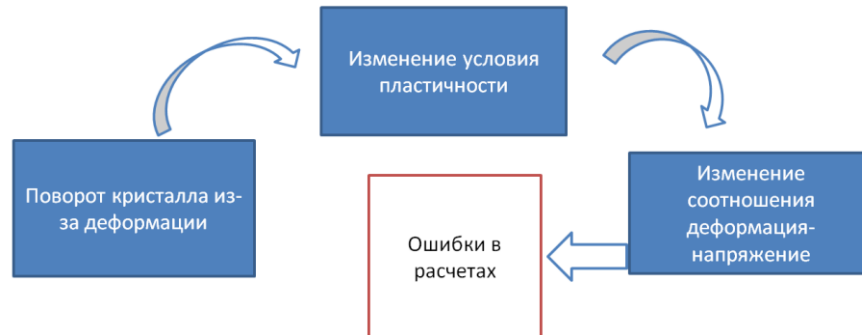 Изменение условия
пластичности
Поворот кристалла из-
за деформации
Изменение
соотношения
деформация-
напряжение
Ошибки в
расчетах